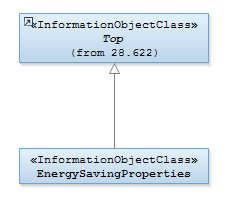 «InformationObjectClass»
Top
(from 28.622)
«InformationObjectClass»
EnergySavingProperties